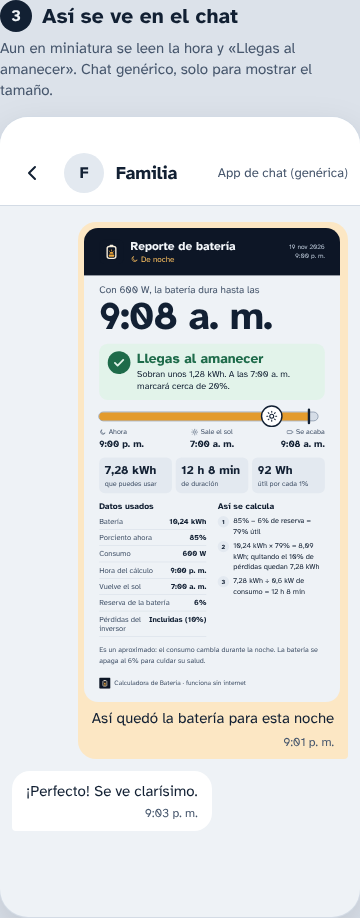 3 Así se ve en el chat
Aun en miniatura se leen la hora y «Llegas al
amanecer». Chat genérico, solo para mostrar el
tamaño.
F Familia App de chat (genérica)
Reporte de batería
De noche
19 nov 2026
9:00 p. m.
Con 600 W, la batería dura hasta las
9:08 a. m.
Llegas al amanecer
Sobran unos 1,28 kWh. A las 7:00 a. m.
marcará cerca de 20%.
Ahora Sale el sol Se acaba
9:00 p. m. 7:00 a. m. 9:08 a. m.
7,28 kWh 12 h 8 min 92 Wh
que puedes usar de duración útil por cada 1%
Datos usados
Batería 10,24 kWh
Porciento ahora 85%
Consumo 600 W
Hora del cálculo 9:00 p. m.
Vuelve el sol 7:00 a. m.
Reserva de la batería 6%
Pérdidas del Incluidas (10%)
inversor
Así se calcula
1 85% − 6% de reserva =
79% útil
2 10,24 kWh × 79% = 8,09
kWh; quitando el 10% de
pérdidas quedan 7,28 kWh
3 7,28 kWh ÷ 0,6 kW de
consumo = 12 h 8 min
Es un aproximado: el consumo cambia durante la noche. La batería se
apaga al 6% para cuidar su salud.
Calculadora de Batería · funciona sin internet
Así quedó la batería para esta noche
9:01 p. m.
¡Perfecto! Se ve clarísimo.
9:03 p. m.